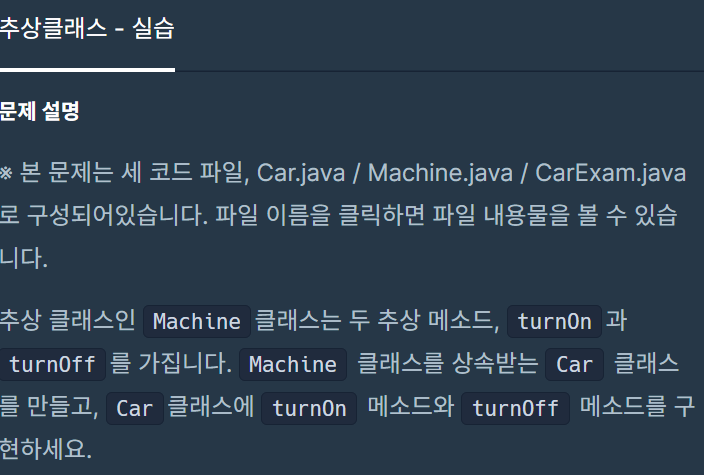 추상클래스 - 실습
문제 설명
※ 본 문제는 세 코드 파일, Car.java / Machine.java / CarExam.java
로 구성되어있습니다. 파일 이름을 클릭하면 파일 내용물을 볼 수 있습
니다.
추상 클래스인 Machine 클래스는 두 추상 메소드, turnOn 과
turnOff 를 가집니다. Machine 클래스를 상속받는 Car 클래스
를 만들고, Car 클래스에 turnOn 메소드와 turnOff 메소드를 구
현하세요.